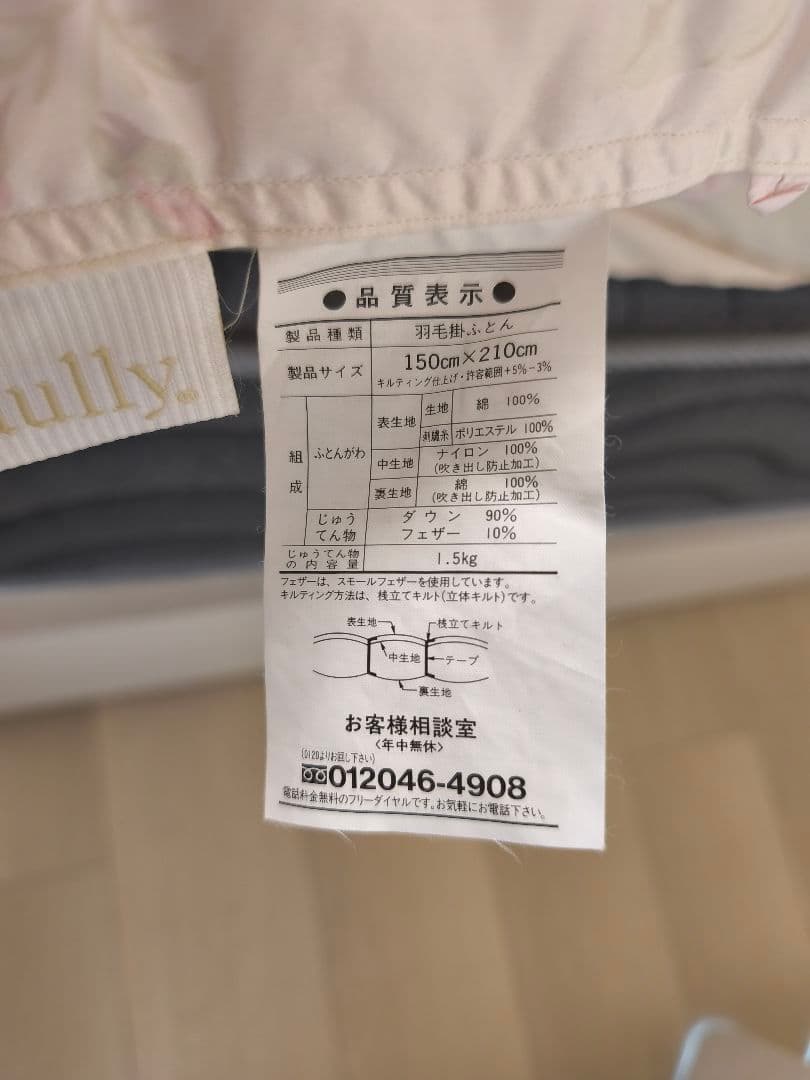 ●品質表示●
製品種類 羽毛掛ふとん
製品サイズ 150cm×210cm
キルティング仕上げ・許容範囲+5%-3%
組成 ふとんがわ 表生地 生地 綿 100%
刺繍糸 ポリエステル 100%
中生地 ナイロン 100%
(吹き出し防止加工)
裏生地 綿 100%
(吹き出し防止加工)
じゅうてん物 ダウン 90%
フェザー 10%
じゅうてん物の内容量 1.5kg
フェザーは、スモールフェザーを使用しています。
キルティング方法は、桟立てキルト(立体キルト)です。
表生地 桟立てキルト
中生地 テープ
裏生地
お客様相談室
<年中無休>
(0120よりお回し下さい)
012046-4908
電話料金無料のフリーダイヤルです。お気軽にお電話下さい。
ully®